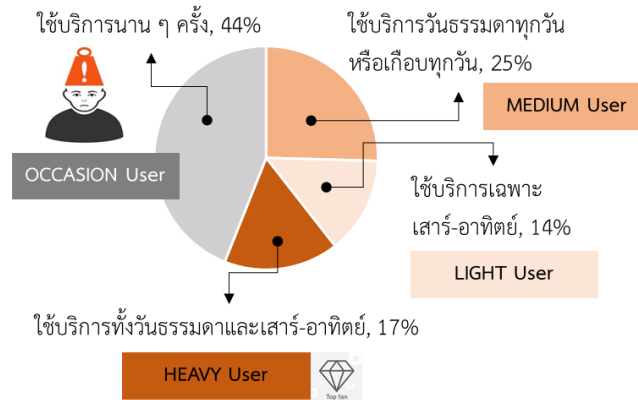 ใช้บริการนาน ๆ ครั้ง, 44%
OCCASION User
ใช้บริการวันธรรมดาทุกวัน
หรือเกือบทุกวัน, 25%
MEDIUM User
ใช้บริการเฉพาะ
เสาร์-อาทิตย์, 14%
LIGHT User
ใช้บริการทั้งวันธรรมดาและเสาร์-อาทิตย์, 17%
HEAVY User
Top fan